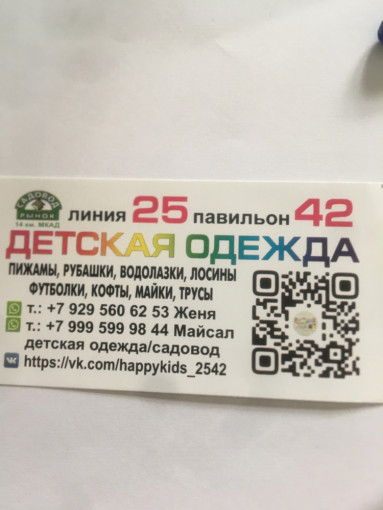 САДОВОД
РЫНОК
14 км. МКАД
линия 25 павильон 42
ДЕТСКАЯ ОДЕЖДА
ПИЖАМЫ, РУБАШКИ, ВОДОЛАЗКИ, ЛОСИНЫ
ФУТБОЛКИ, КОФТЫ, МАЙКИ, ТРУСЫ
т.: +7 929 560 62 53 Женя
т.: +7 999 599 98 44 Майсал
детская одежда/садовод
https://vk.com/happykids_2542